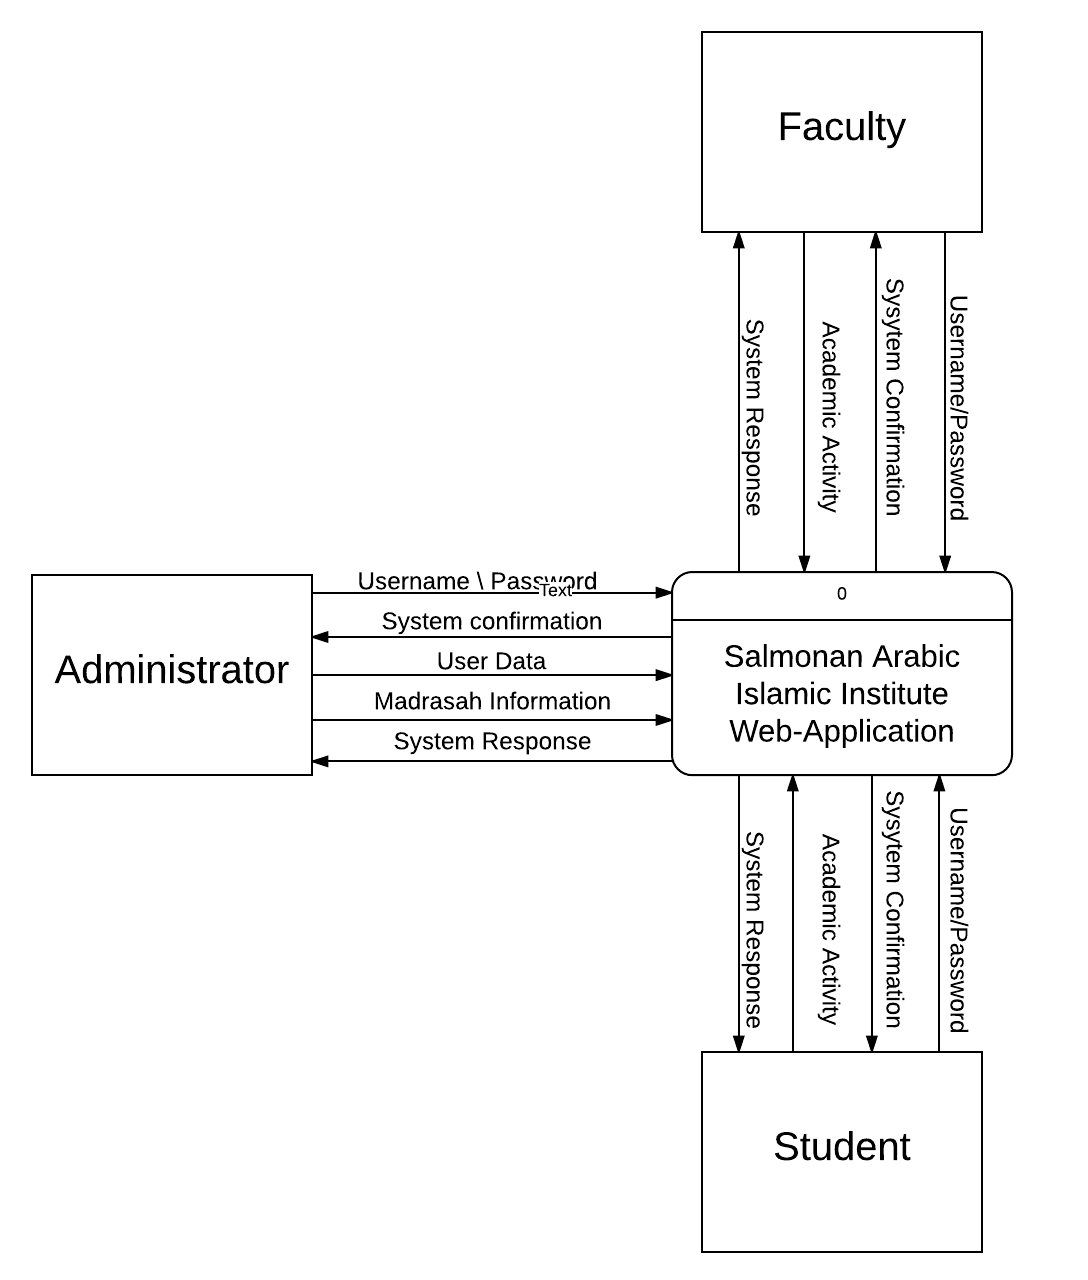 Faculty
System Response
Academic Activity
Sysytem Confirmation
Username/Password
Username \ Password
Text
System confirmation
User Data
Madrasah Information
System Response
Administrator
0
Salmonan Arabic
Islamic Institute
Web-Application
System Response
Academic Activity
Sysytem Confirmation
Username/Password
Student